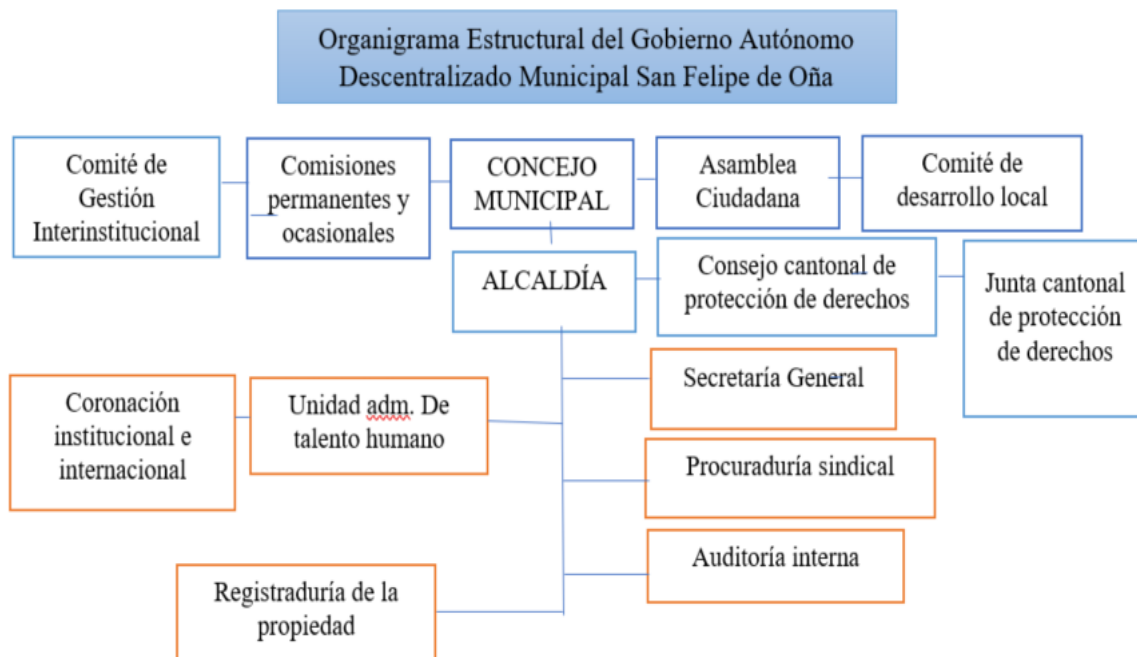 Organigrama Estructural del Gobierno Autónomo
Descentralizado Municipal San Felipe de Oña
Comité de
Gestión
Interinstitucional
Comisiones
permanentes y
ocasionales
CONCEJO
MUNICIPAL
Asamblea
Ciudadana
Comité de
desarrollo local
ALCALDÍA
Consejo cantonal de
protección de derechos
Junta cantonal
de protección
de derechos
Secretaría General
Coronación
institucional e
internacional
Unidad adm. De
talento humano
Procuraduría sindical
Auditoría interna
Registraduría de la
propiedad